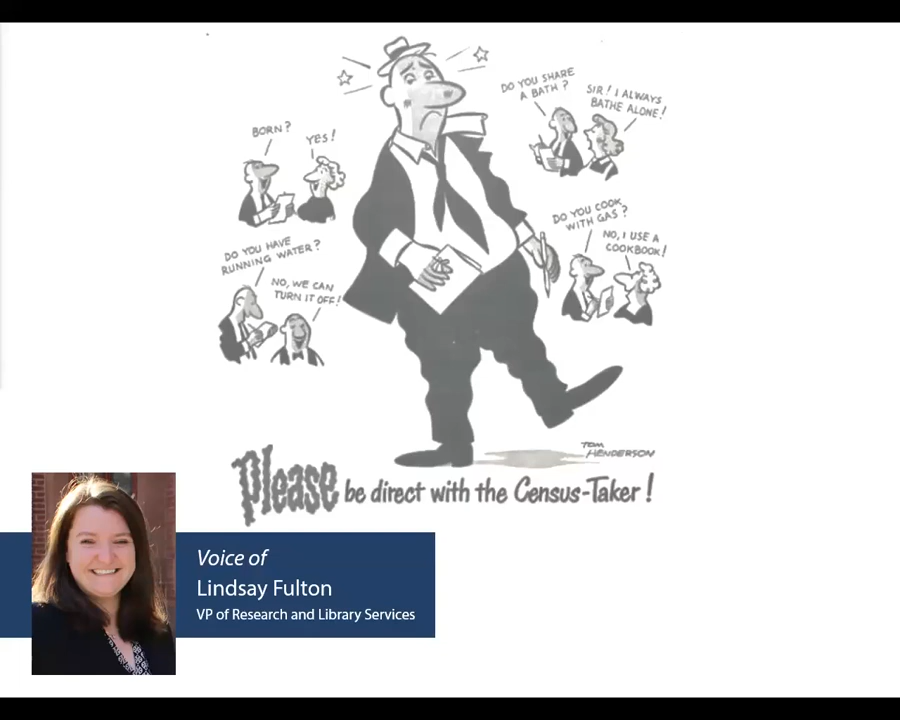 BORN?
YES!
DO YOU SHARE
A BATH?
SIR! I ALWAYS
BATHE ALONE!
DO YOU HAVE
RUNNING WATER?
NO, WE CAN
TURN IT OFF!
DO YOU COOK
WITH GAS?
NO, I USE A
COOKBOOK!
TOM
HENDERSON
Please be direct with the Census-Taker!
Voice of
Lindsay Fulton
VP of Research and Library Services